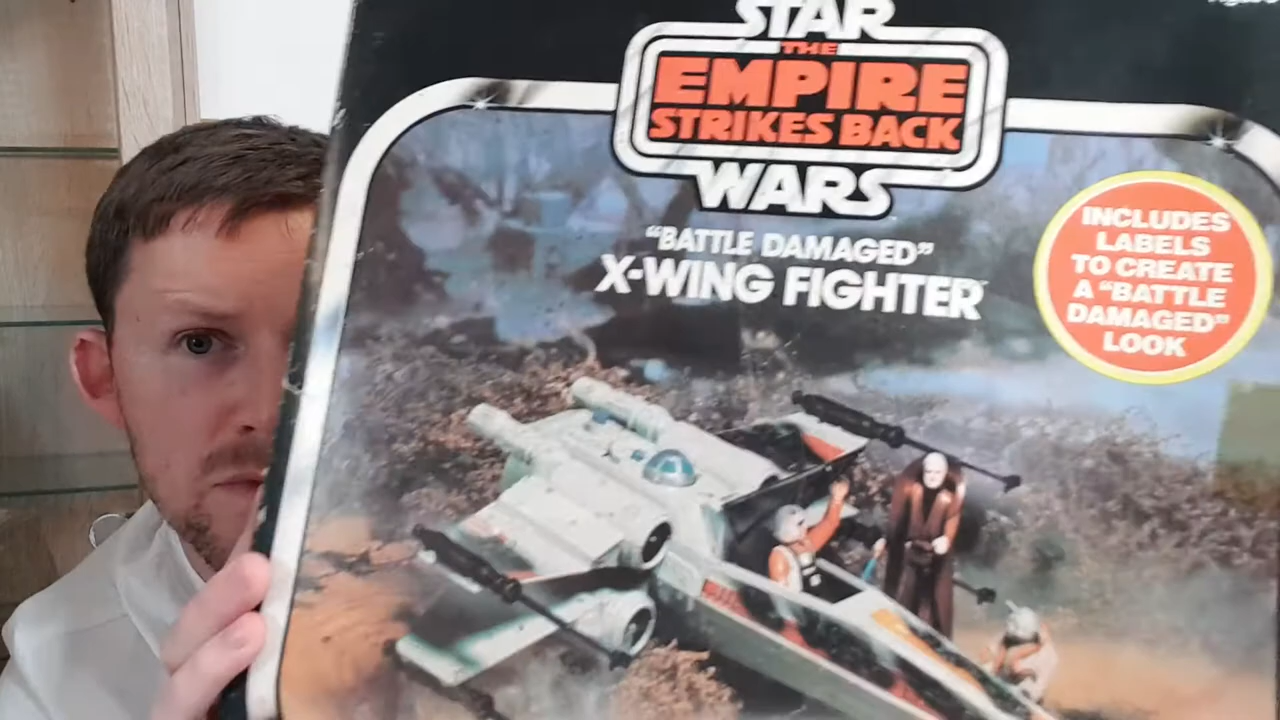 STAR
THE
EMPIRE
STRIKES BACK
WARS
"BATTLE DAMAGED"
X-WING FIGHTER
INCLUDES
LABELS
TO CREATE
A "BATTLE
DAMAGED"
LOOK